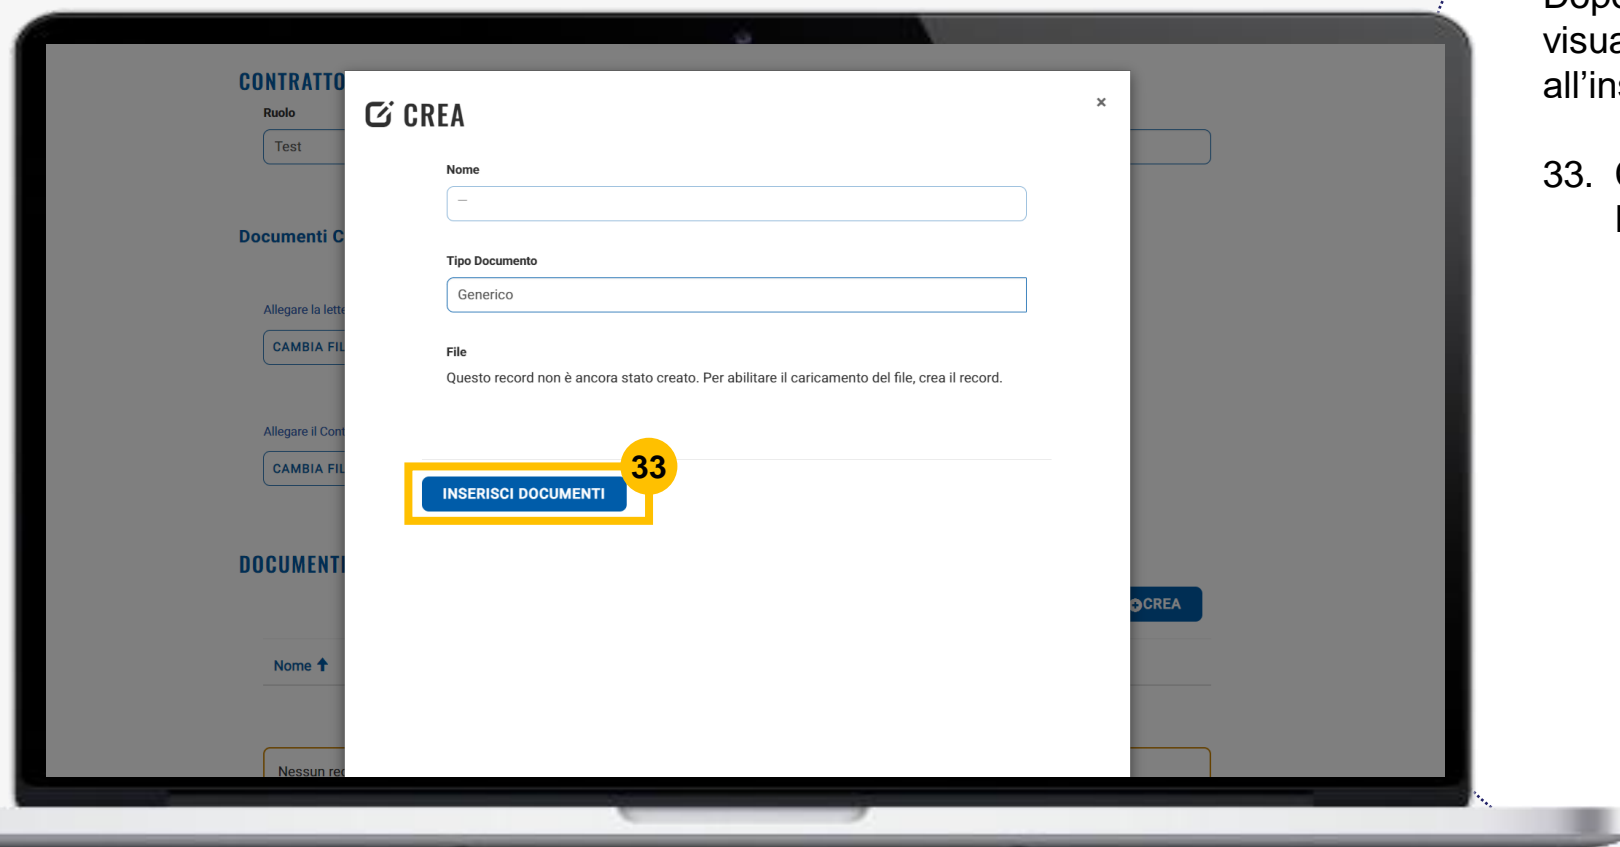 CONTRATTO
Ruolo
Test
CREA
×
Nome
—
Documenti C
Tipo Documento
Generico
Allegare la lette
CAMBIA FIL
File
Questo record non è ancora stato creato. Per abilitare il caricamento del file, crea il record.
Allegare il Cont
CAMBIA FIL
33
INSERISCI DOCUMENTI
DOCUMENTI
CREA
Nome
Nessun rec
visua
all'ins
33.